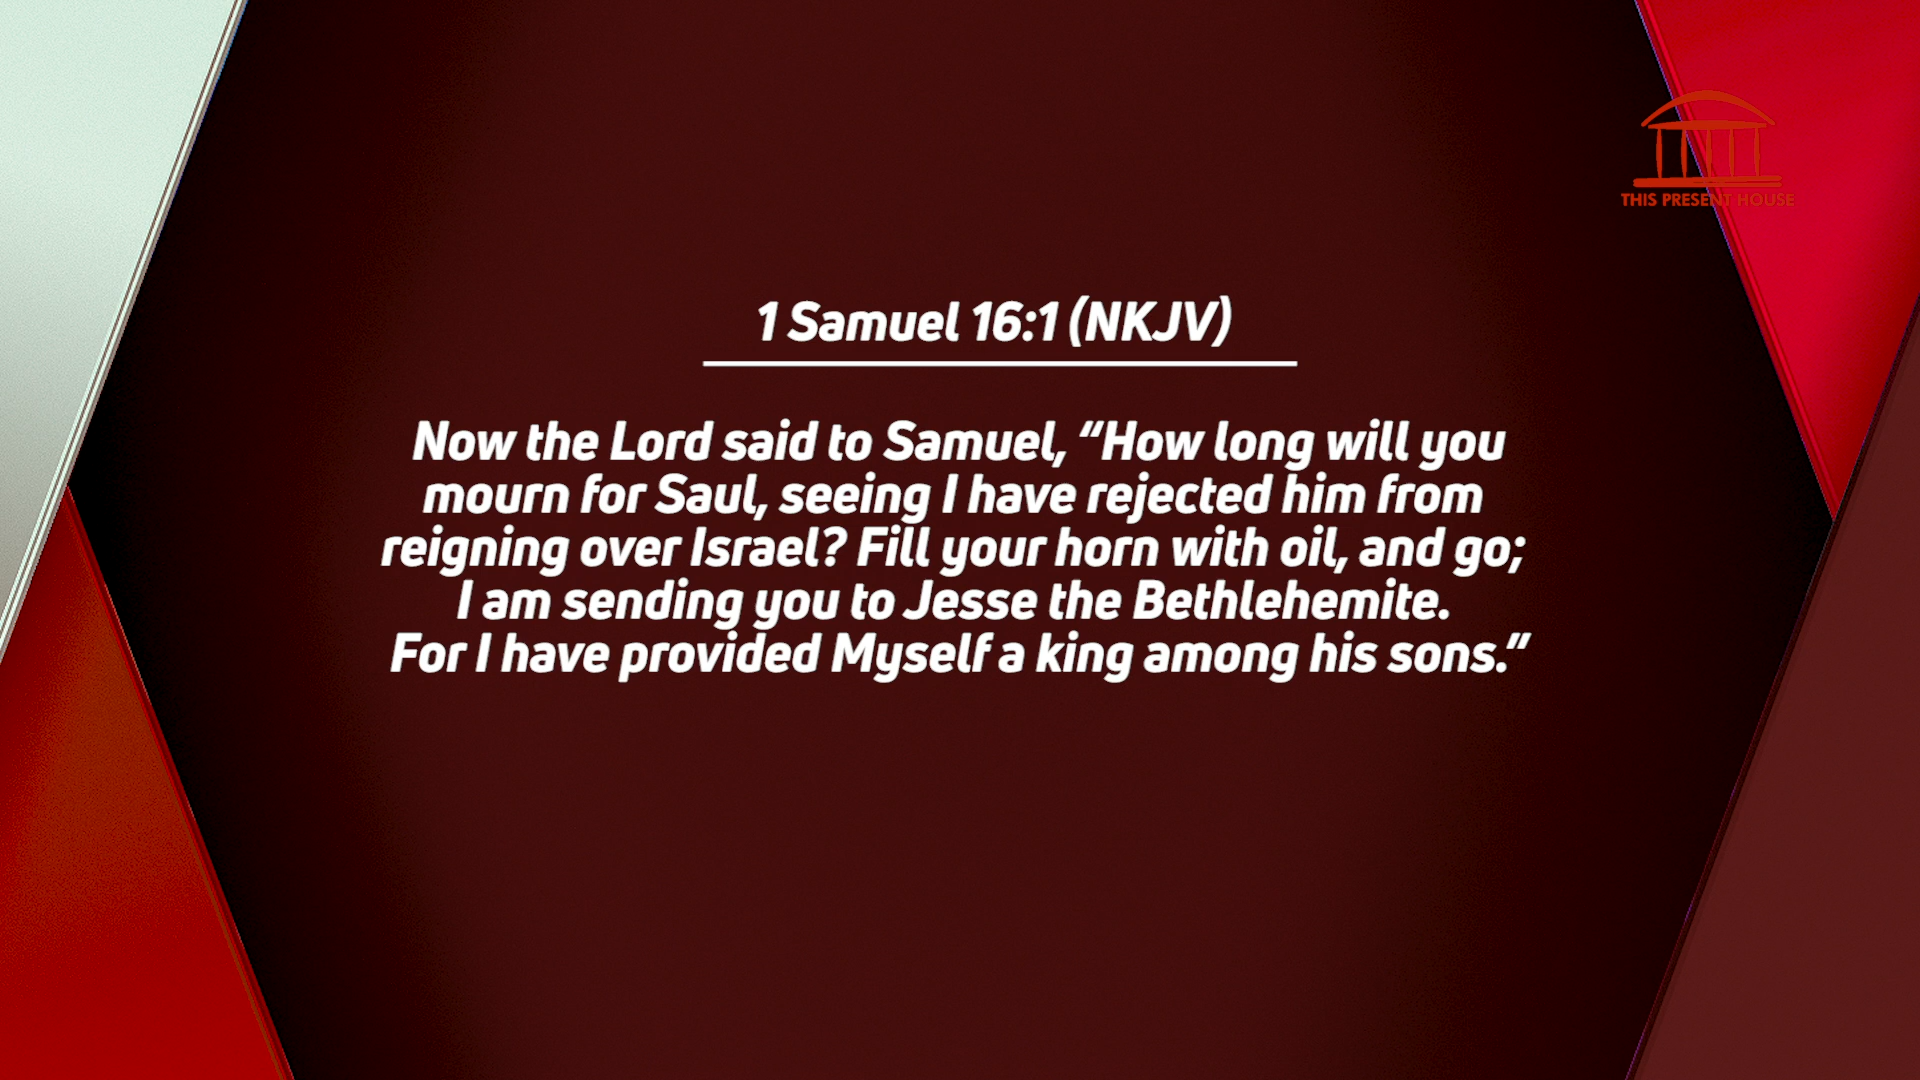 THIS PRESENT HOUSE
1 Samuel 16:1 (NKJV)
Now the Lord said to Samuel, “How long will you
mourn for Saul, seeing I have rejected him from
reigning over Israel? Fill your horn with oil, and go;
I am sending you to Jesse the Bethlehemite.
For I have provided Myself a king among his sons.”